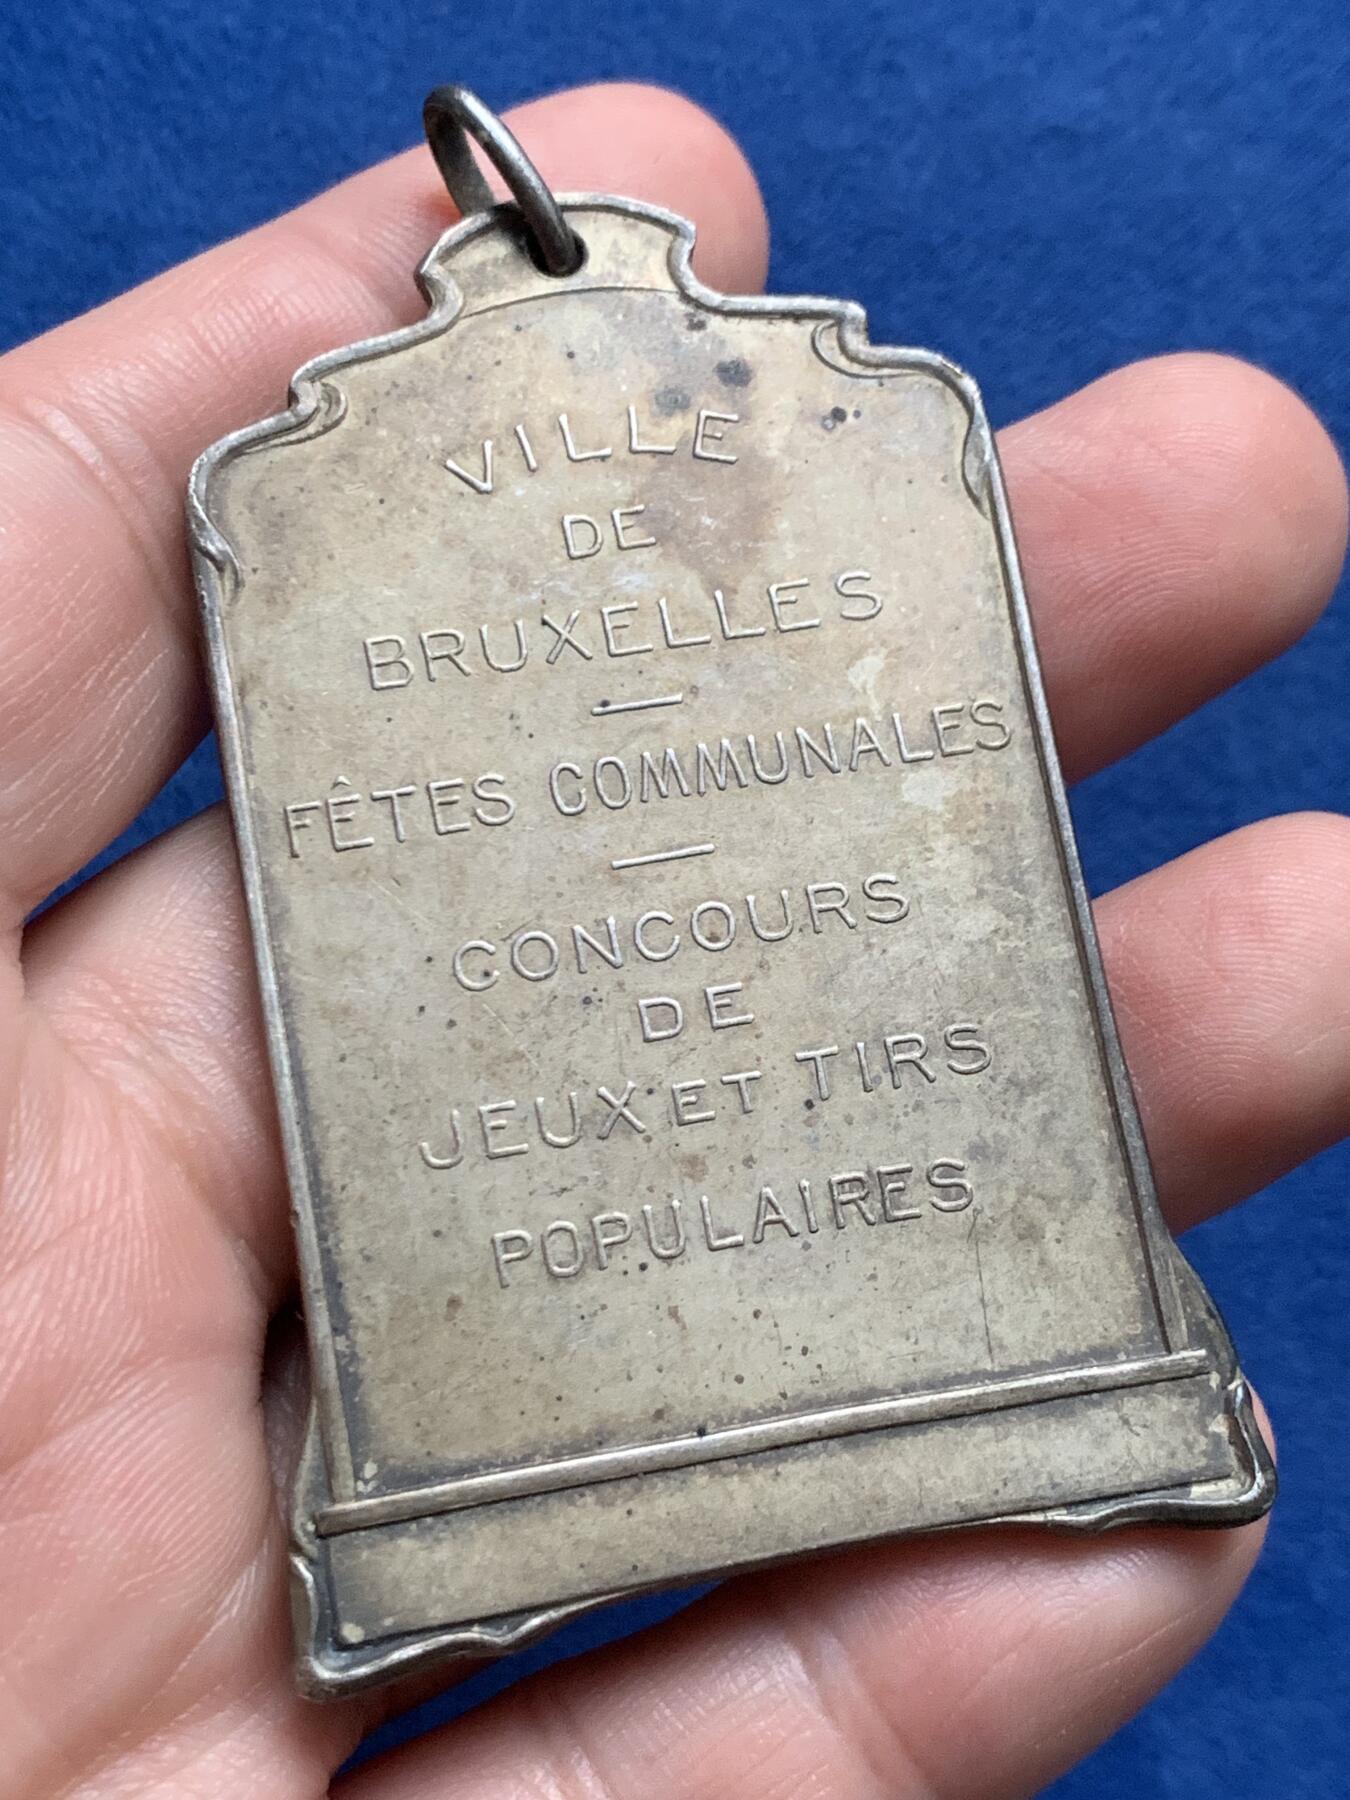 VILLE
DE
BRUXELLES
FÊTES COMMUNALES
CONCOURS
DE
JEUX ET TIRS
POPULAIRES